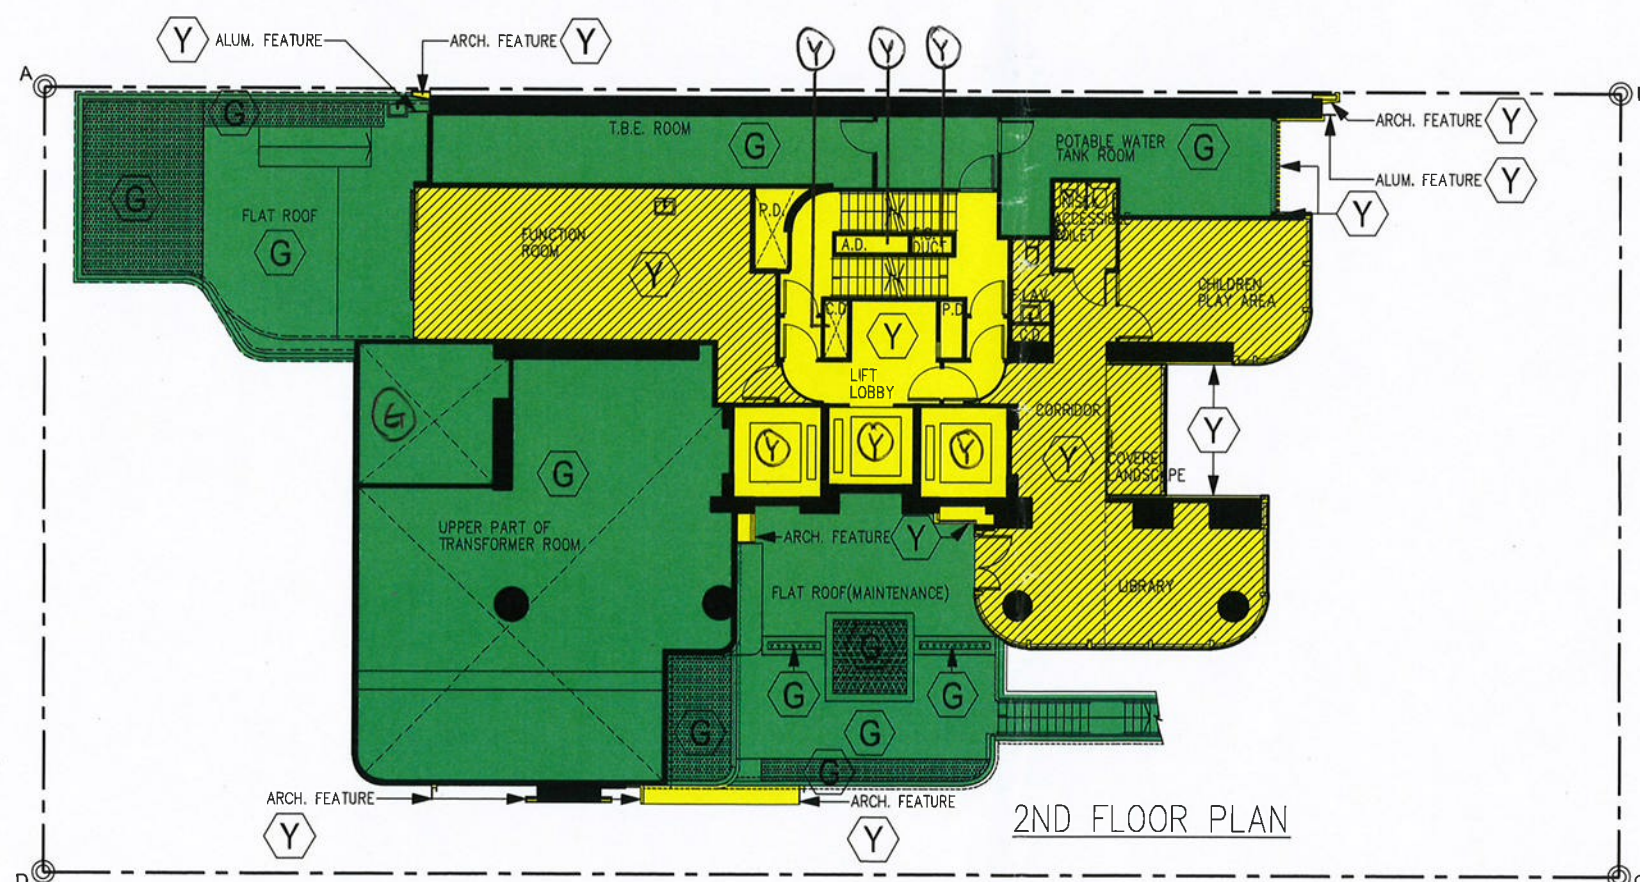 Y ALUM. FEATURE
ARCH. FEATURE Y
Y
Y
Y
A
G
T.B.E. ROOM
G
POTABLE WATER
TANK ROOM
G
ARCH. FEATURE Y
ALUM. FEATURE Y
Y
G
FLAT ROOF
G
FUNCTION
ROOM
Y
P.D.
A.D.
DUCT
ACCESSIBLE
CHILDREN
PLAY AREA
LAV.
C.D.
P.D.
C.D.
Y
LIFT
LOBBY
G
G
Y
Y
Y
CORRIDOR
Y
LANDSCAPE
Y
UPPER PART OF
TRANSFORMER ROOM
ARCH. FEATURE Y
FLAT ROOF(MAINTENANCE)
LIBRARY
G
G
G
G
G
G
ARCH. FEATURE
Y
ARCH. FEATURE
Y
2ND FLOOR PLAN